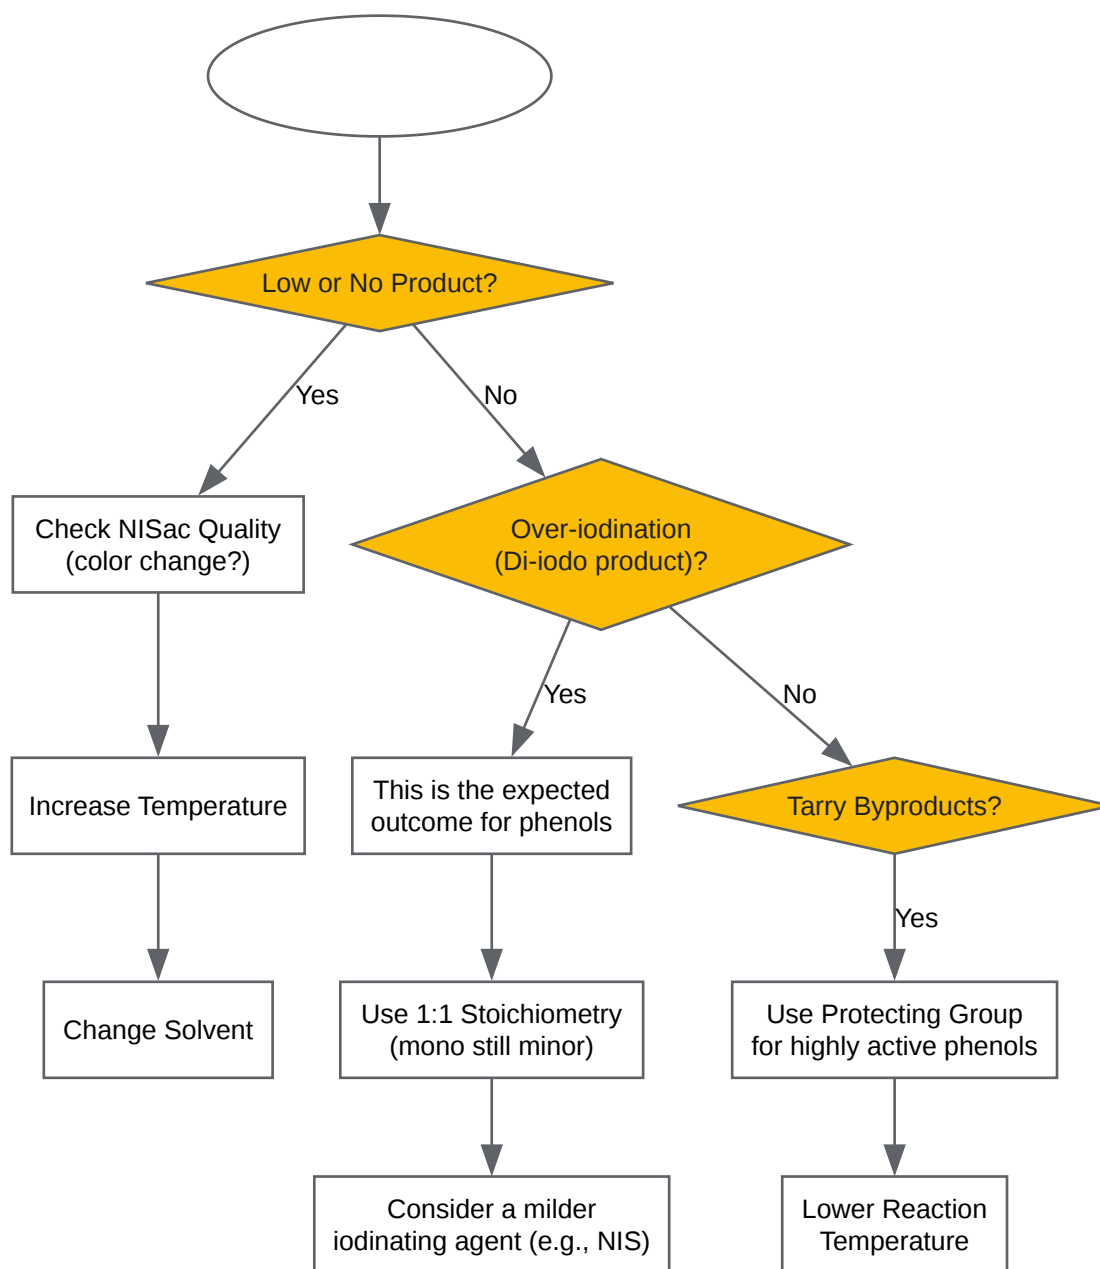 Low or No Product?
Yes
No
Check NISac Quality
(color change?)
Over-iodination
(Di-iodo product)?
Yes
No
Increase Temperature
This is the expected
outcome for phenols
Tarry Byproducts?
Yes
Change Solvent
Use 1:1 Stoichiometry
(mono still minor)
Use Protecting Group
for highly active phenols
Consider a milder
iodinating agent (e.g., NIS)
Lower Reaction
Temperature